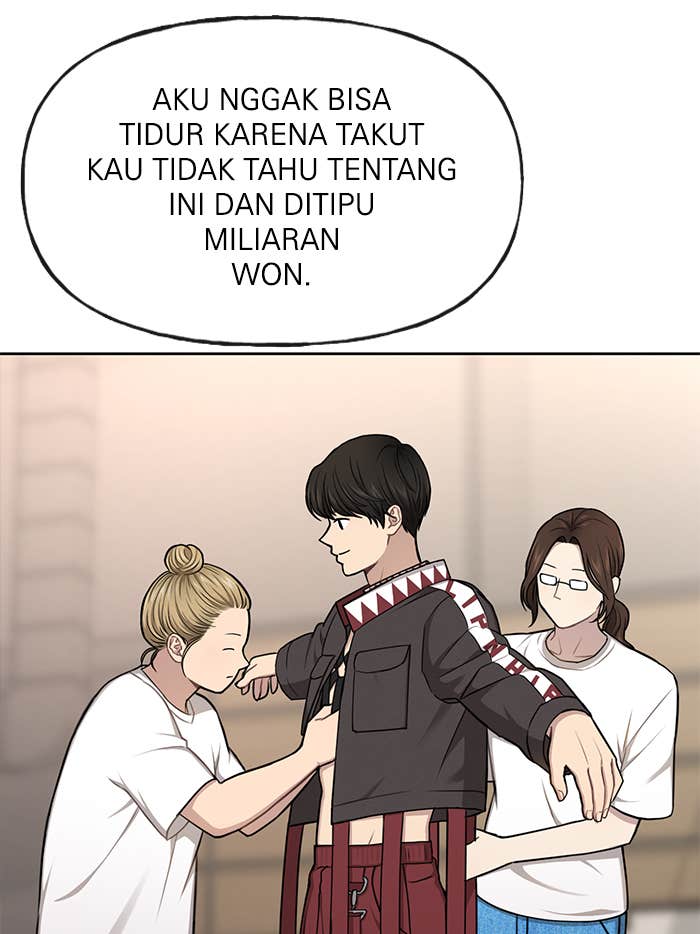 AKU NGGAK BISA
TIDUR KARENA TAKUT
KAU TIDAK TAHU TENTANG
INI DAN DITIPU
MILIARAN
WON.